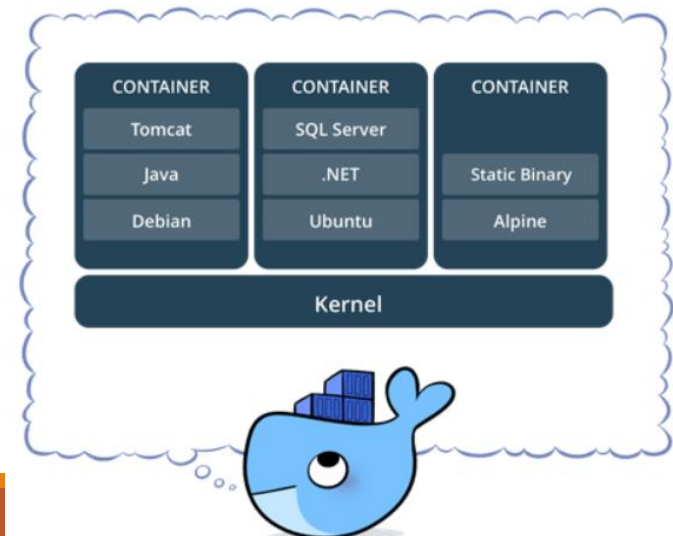 CONTAINER
Tomcat
Java
Debian
CONTAINER
SQL Server
.NET
Ubuntu
CONTAINER
Static Binary
Alpine
Kernel